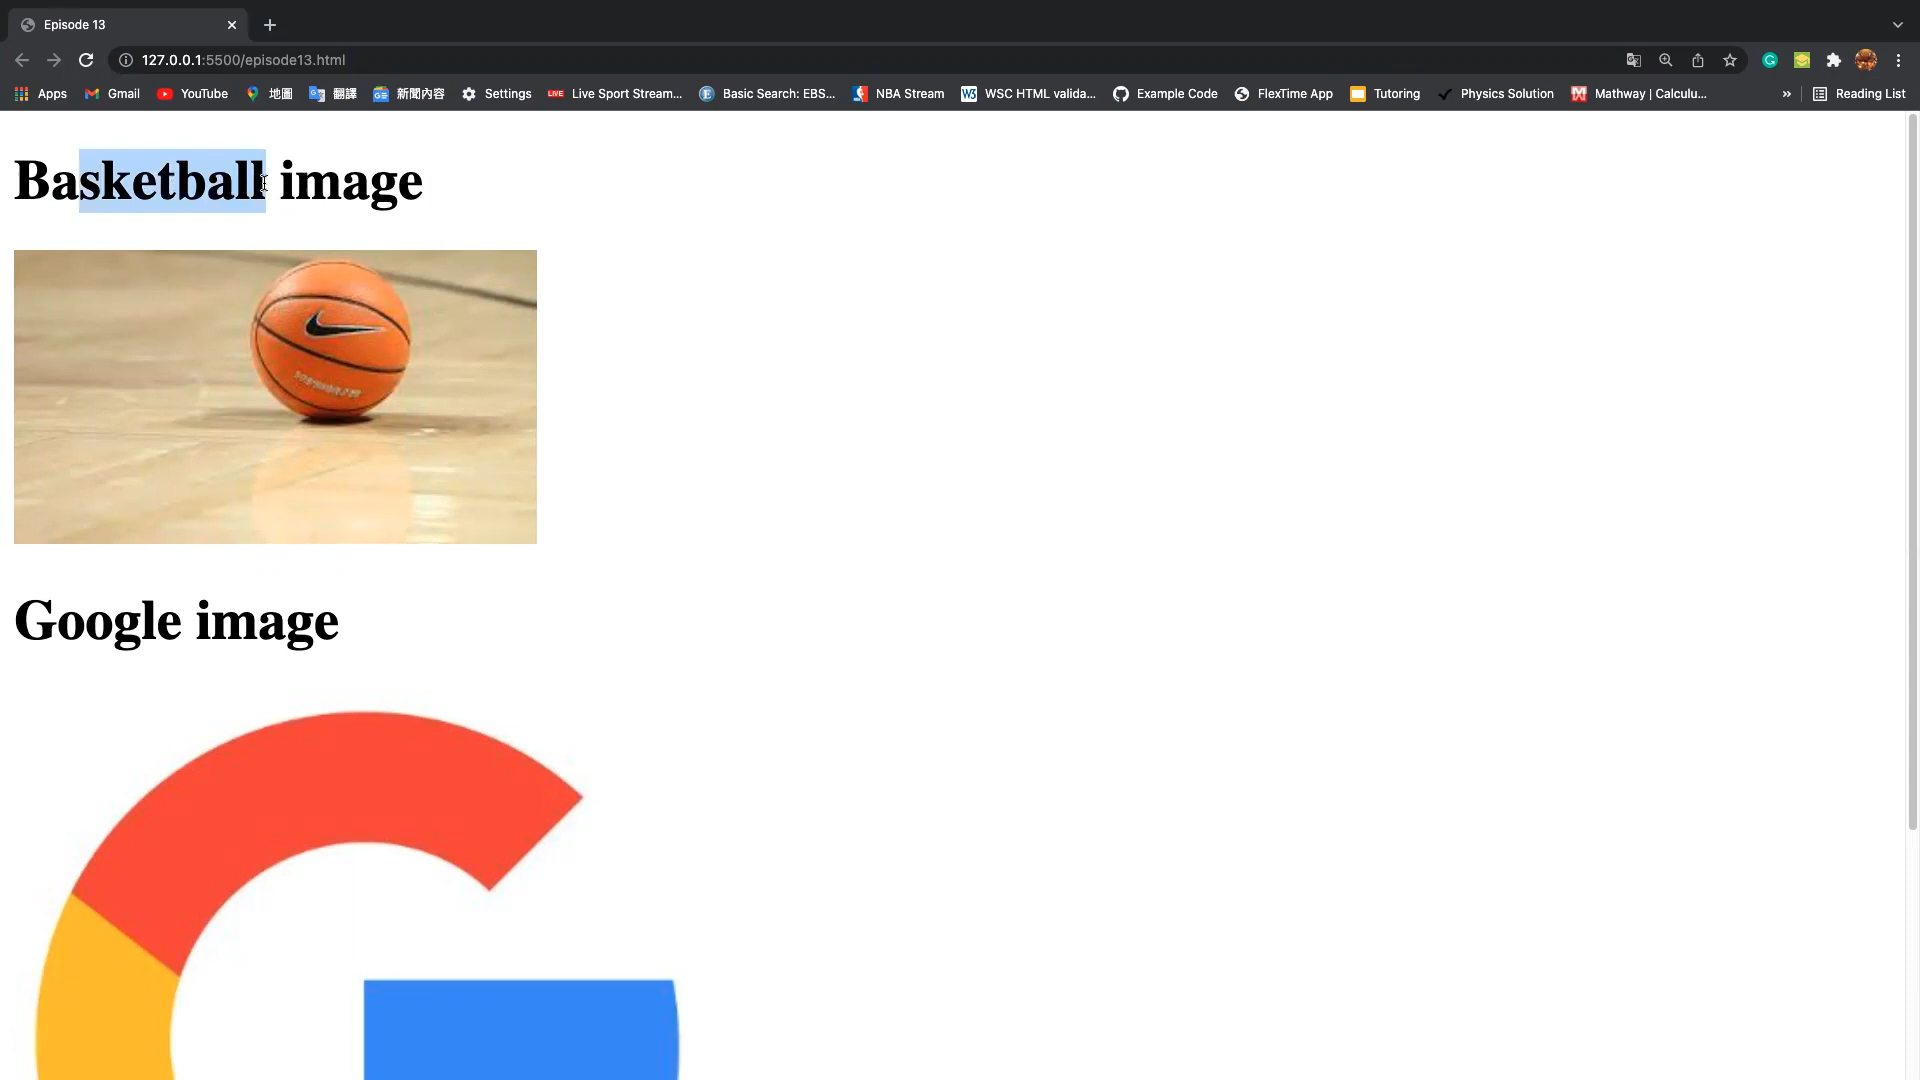 Episode 13
127.0.0.1:5500/episode13.html
Apps Gmail YouTube 地圖 翻譯 新聞內容 Settings Live Sport Stream... Basic Search: EBS... NBA Stream WSC HTML valida... Example Code FlexTime App Tutoring Physics Solution Mathway | Calculu... » Reading List
Basketball image
Google image